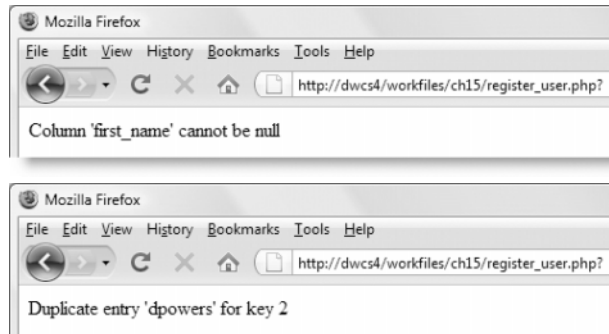 Mozilla Firefox
File Edit View History Bookmarks Tools Help
http://dwcs4/workfiles/ch15/register_user.php?
Column 'first_name' cannot be null
Mozilla Firefox
File Edit View History Bookmarks Tools Help
http://dwcs4/workfiles/ch15/register_user.php?
Duplicate entry 'dpowers' for key 2